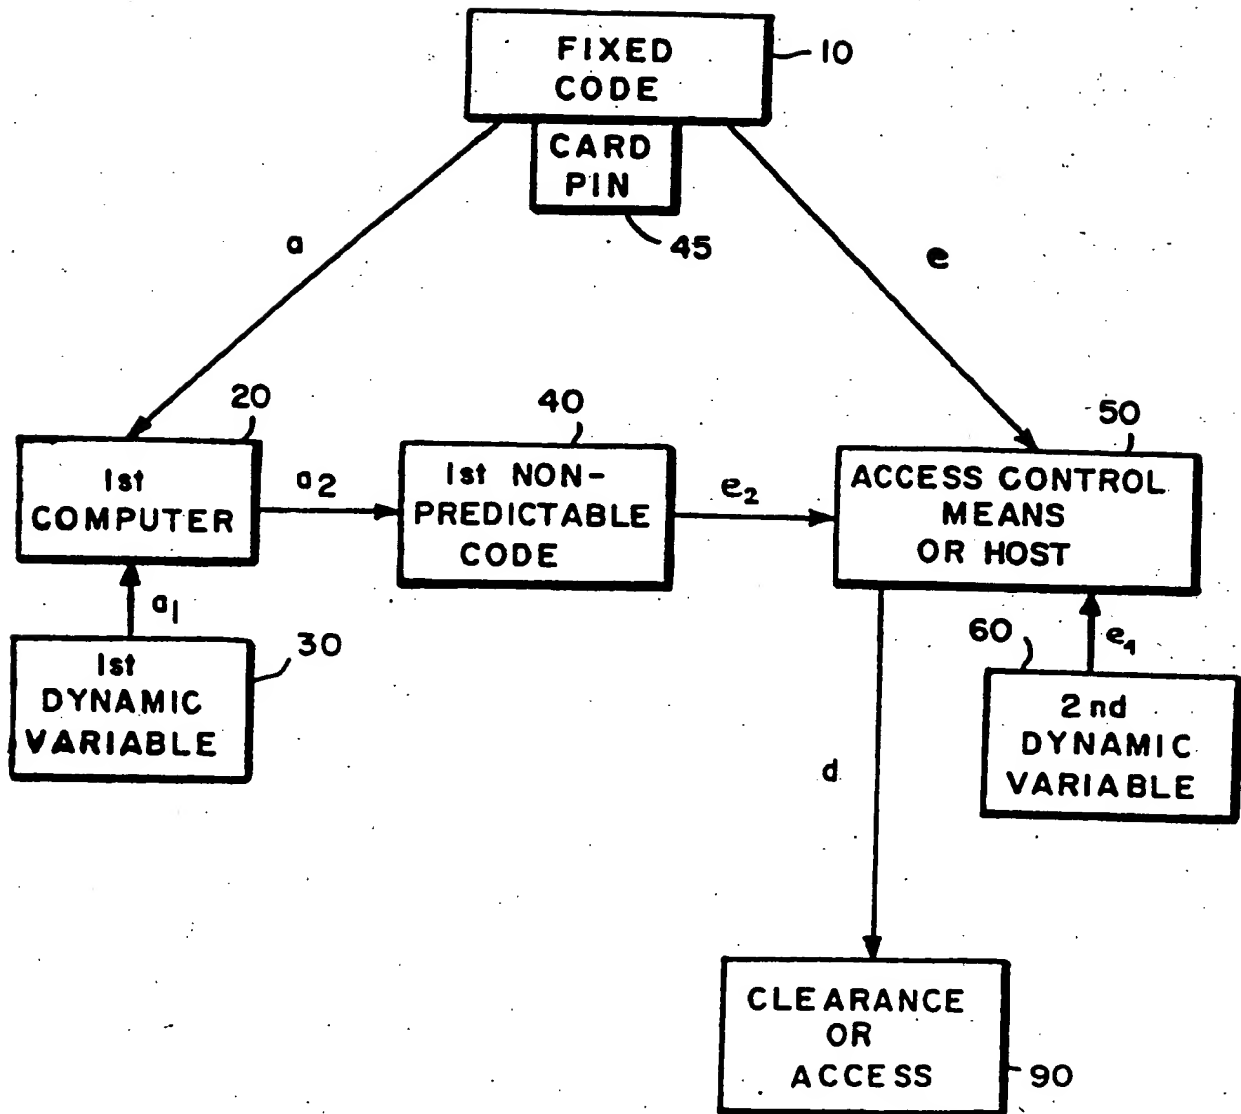 FIXED
CODE
10
CARD
PIN
45
a
e
20
40
50
1st
COMPUTER
a2
1st NON-
PREDICTABLE
CODE
e2
ACCESS CONTROL
MEANS
OR HOST
a1
30
1st
DYNAMIC
VARIABLE
60
e1
2nd
DYNAMIC
VARIABLE
d
CLEARANCE
OR
ACCESS
90